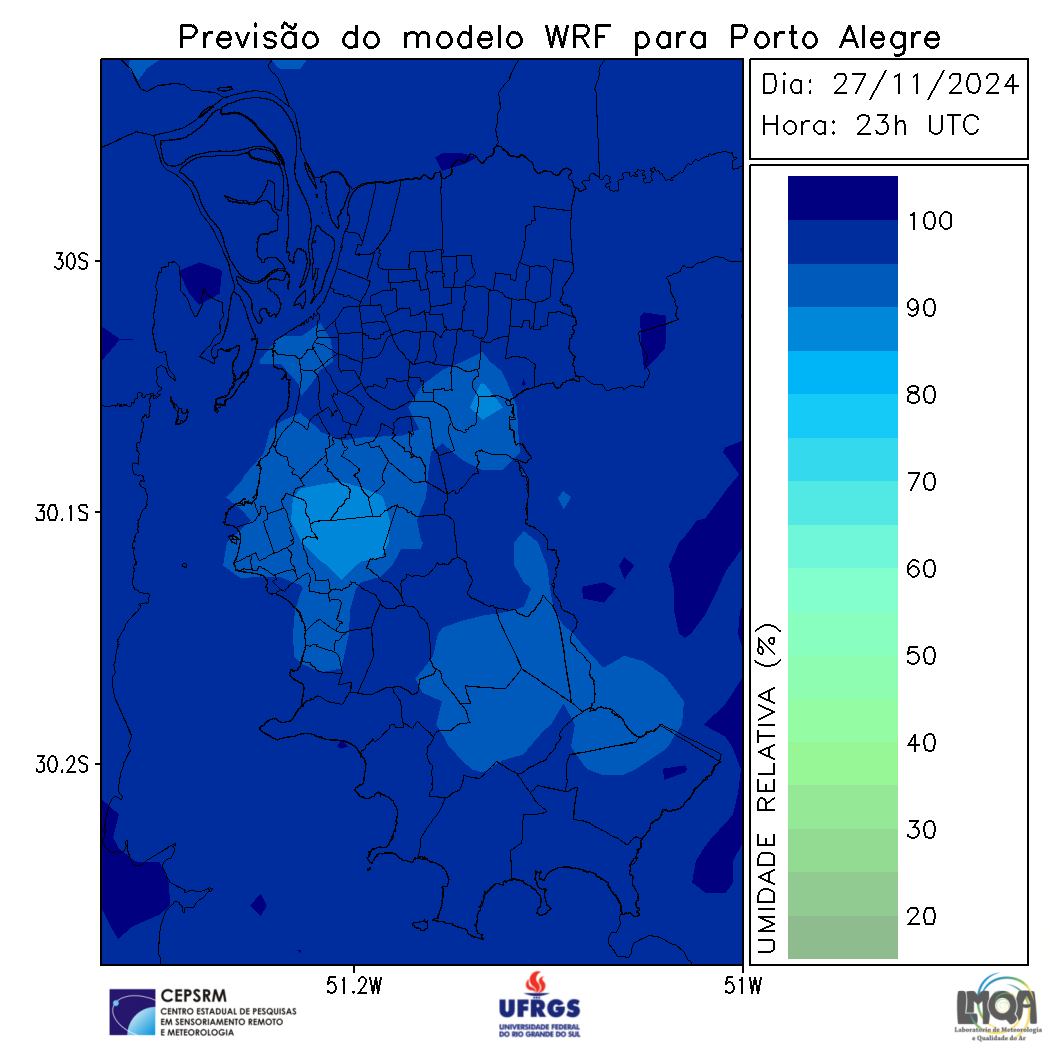 Previsão do modelo WRF para Porto Alegre
Dia: 27/11/2024
Hora: 23h UTC
30S
30.1S
30.2S
51.2W
51W
100
90
80
70
60
50
40
30
20
UMIDADE RELATIVA (%)
CEPSRM
CENTRO ESTADUAL DE PESQUISAS
EM SENSORIAMENTO REMOTO
E METEOROLOGIA
UFRGS
UNIVERSIDADE FEDERAL
DO RIO GRANDE DO SUL
LMQA
Laboratório de Meteorologia
e Qualidade do Ar